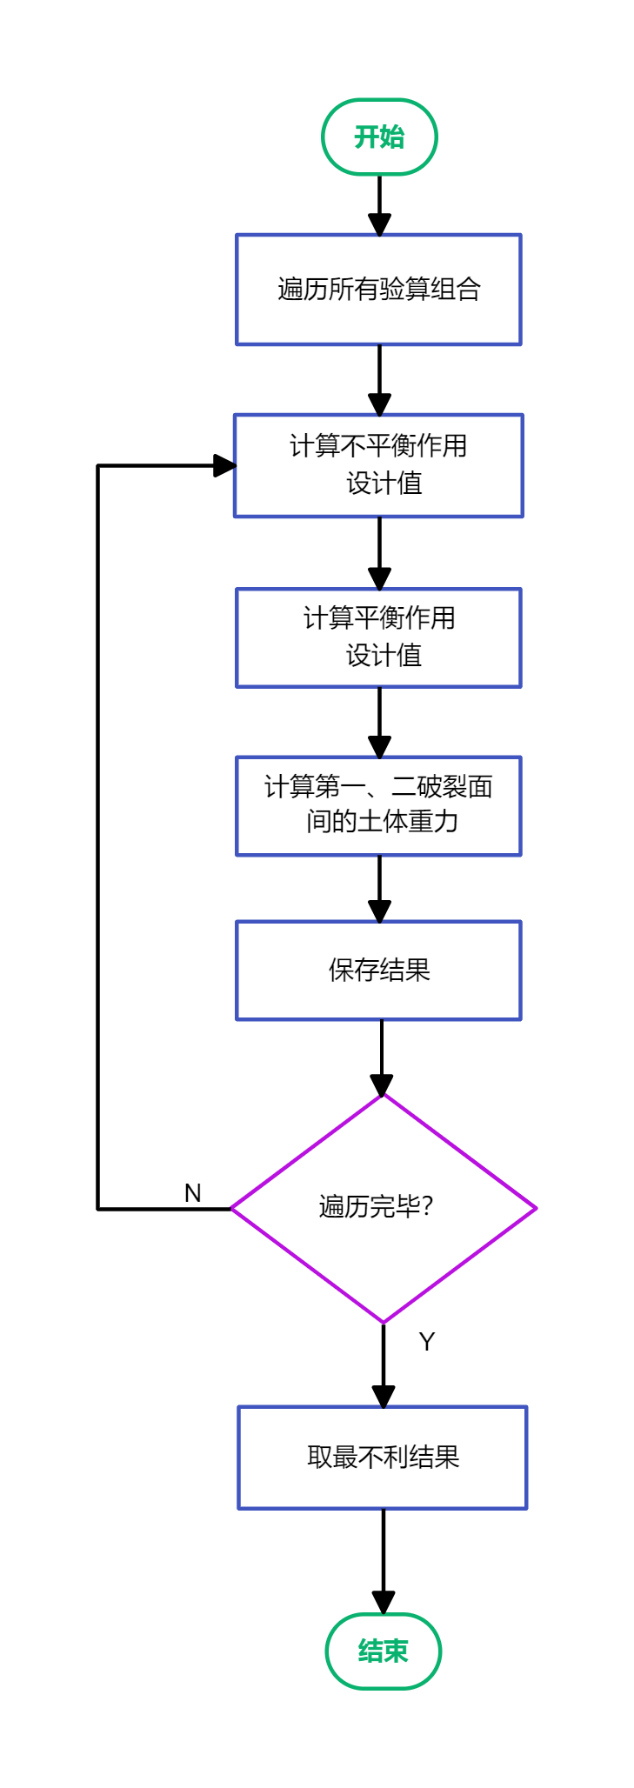 开始
遍历所有验算组合
计算不平衡作用
设计值
计算平衡作用
设计值
计算第一、二破裂面
间的土体重力
保存结果
遍历完毕？
N
Y
取最不利结果
结束